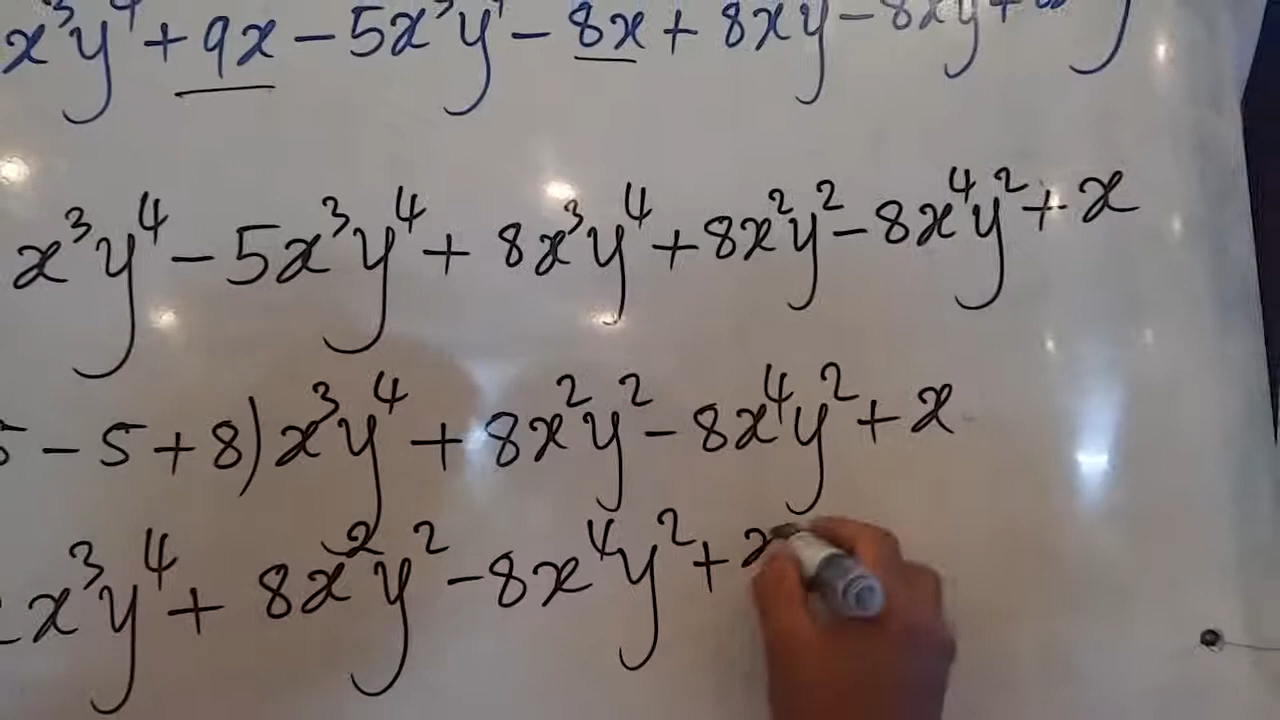 x³y⁴ + 9x − 5x³y⁴ − 8x + 8xy − 8xy +
x³y⁴ − 5x³y⁴ + 8x³y⁴ + 8x²y² − 8x⁴y² + x
5 − 5 + 8) x³y⁴ + 8x²y² − 8x⁴y² + x
x³y⁴ + 8x²y² − 8x⁴y² + x